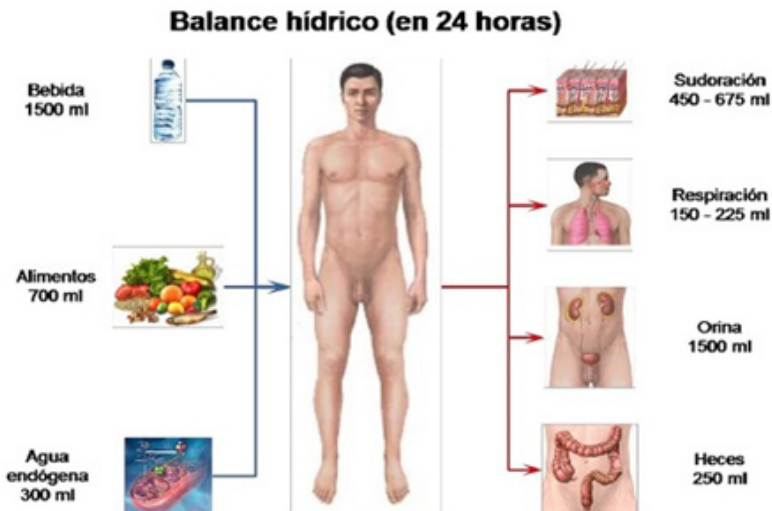 Balance hídrico (en 24 horas)
Bebida
1500 ml
Alimentos
700 ml
Agua
endógena
300 ml
Sudoración
450 - 675 ml
Respiración
150 - 225 ml
Orina
1500 ml
Heces
250 ml